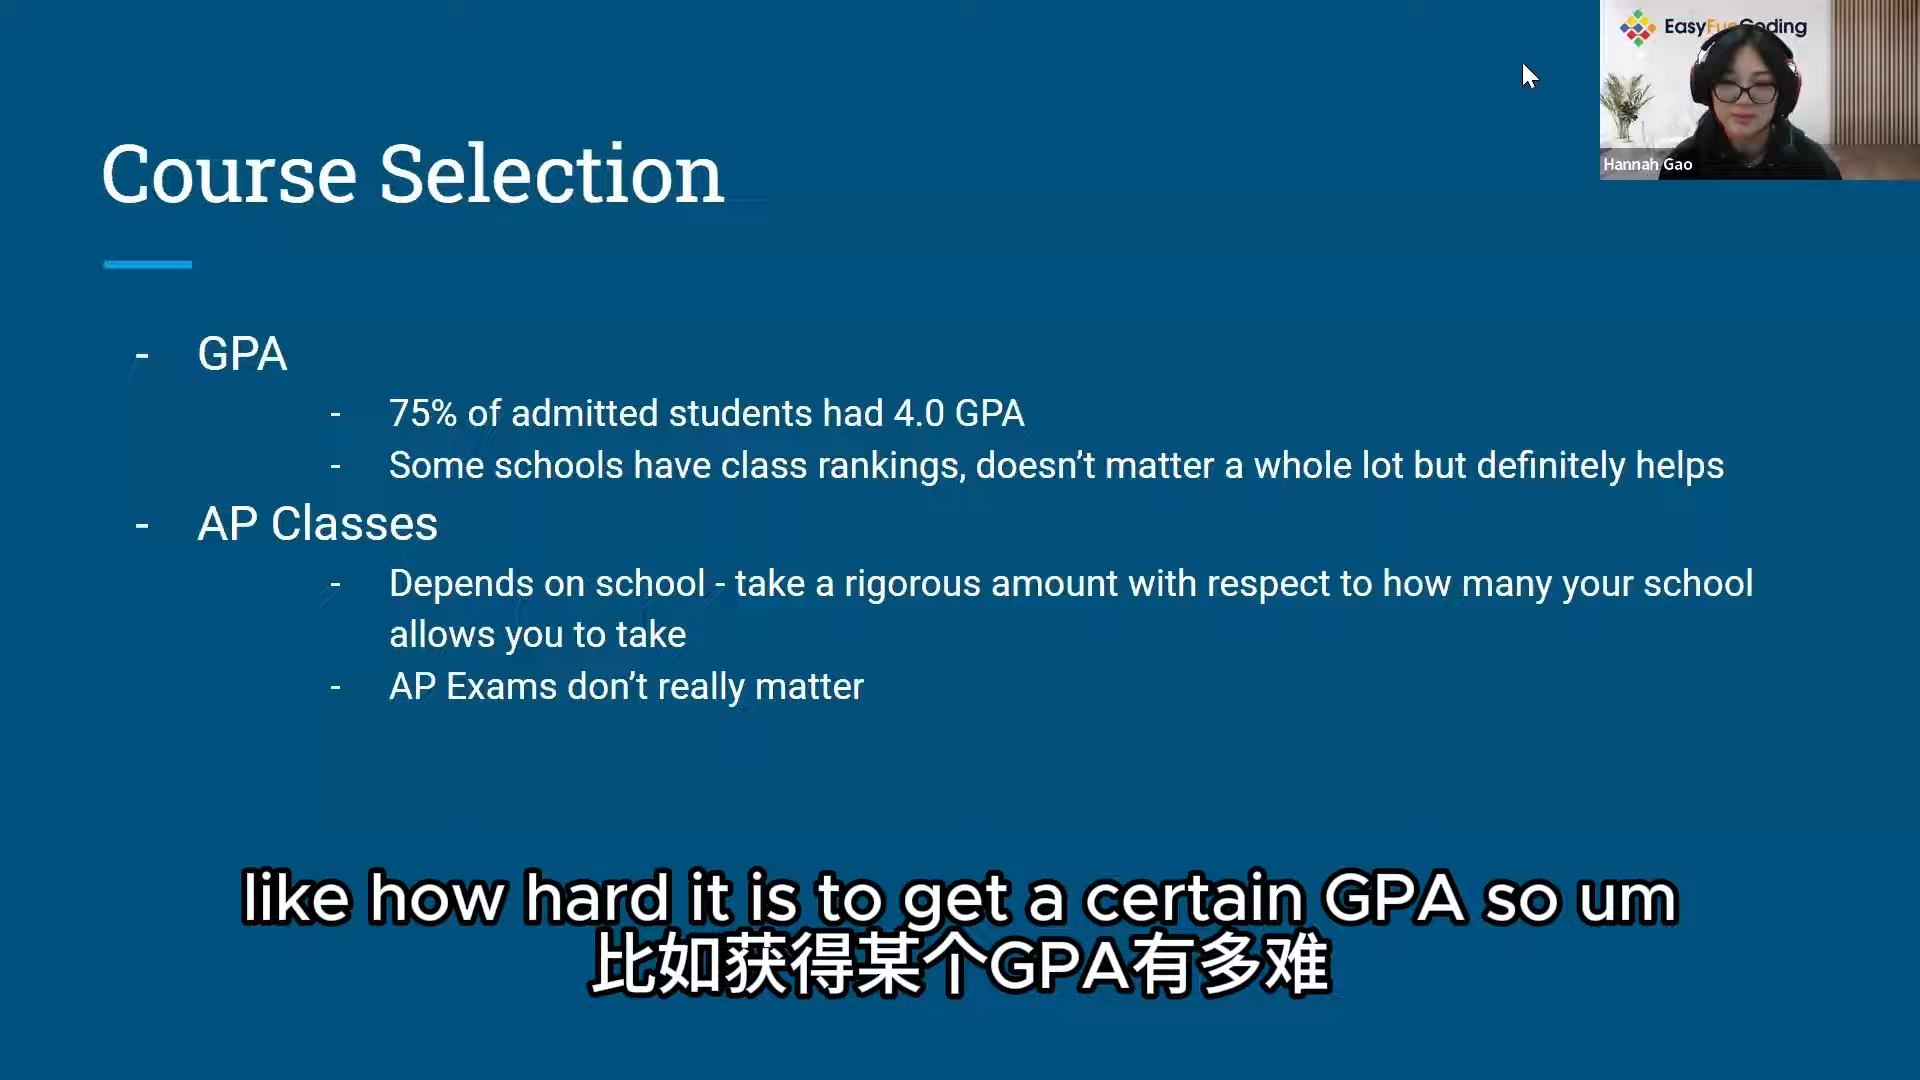 EasyFunCoding
Hannah Gao
Course Selection
- GPA
- 75% of admitted students had 4.0 GPA
- Some schools have class rankings, doesn’t matter a whole lot but definitely helps
- AP Classes
- Depends on school - take a rigorous amount with respect to how many your school
allows you to take
- AP Exams don’t really matter
like how hard it is to get a certain GPA so um
比如获得某个GPA有多难